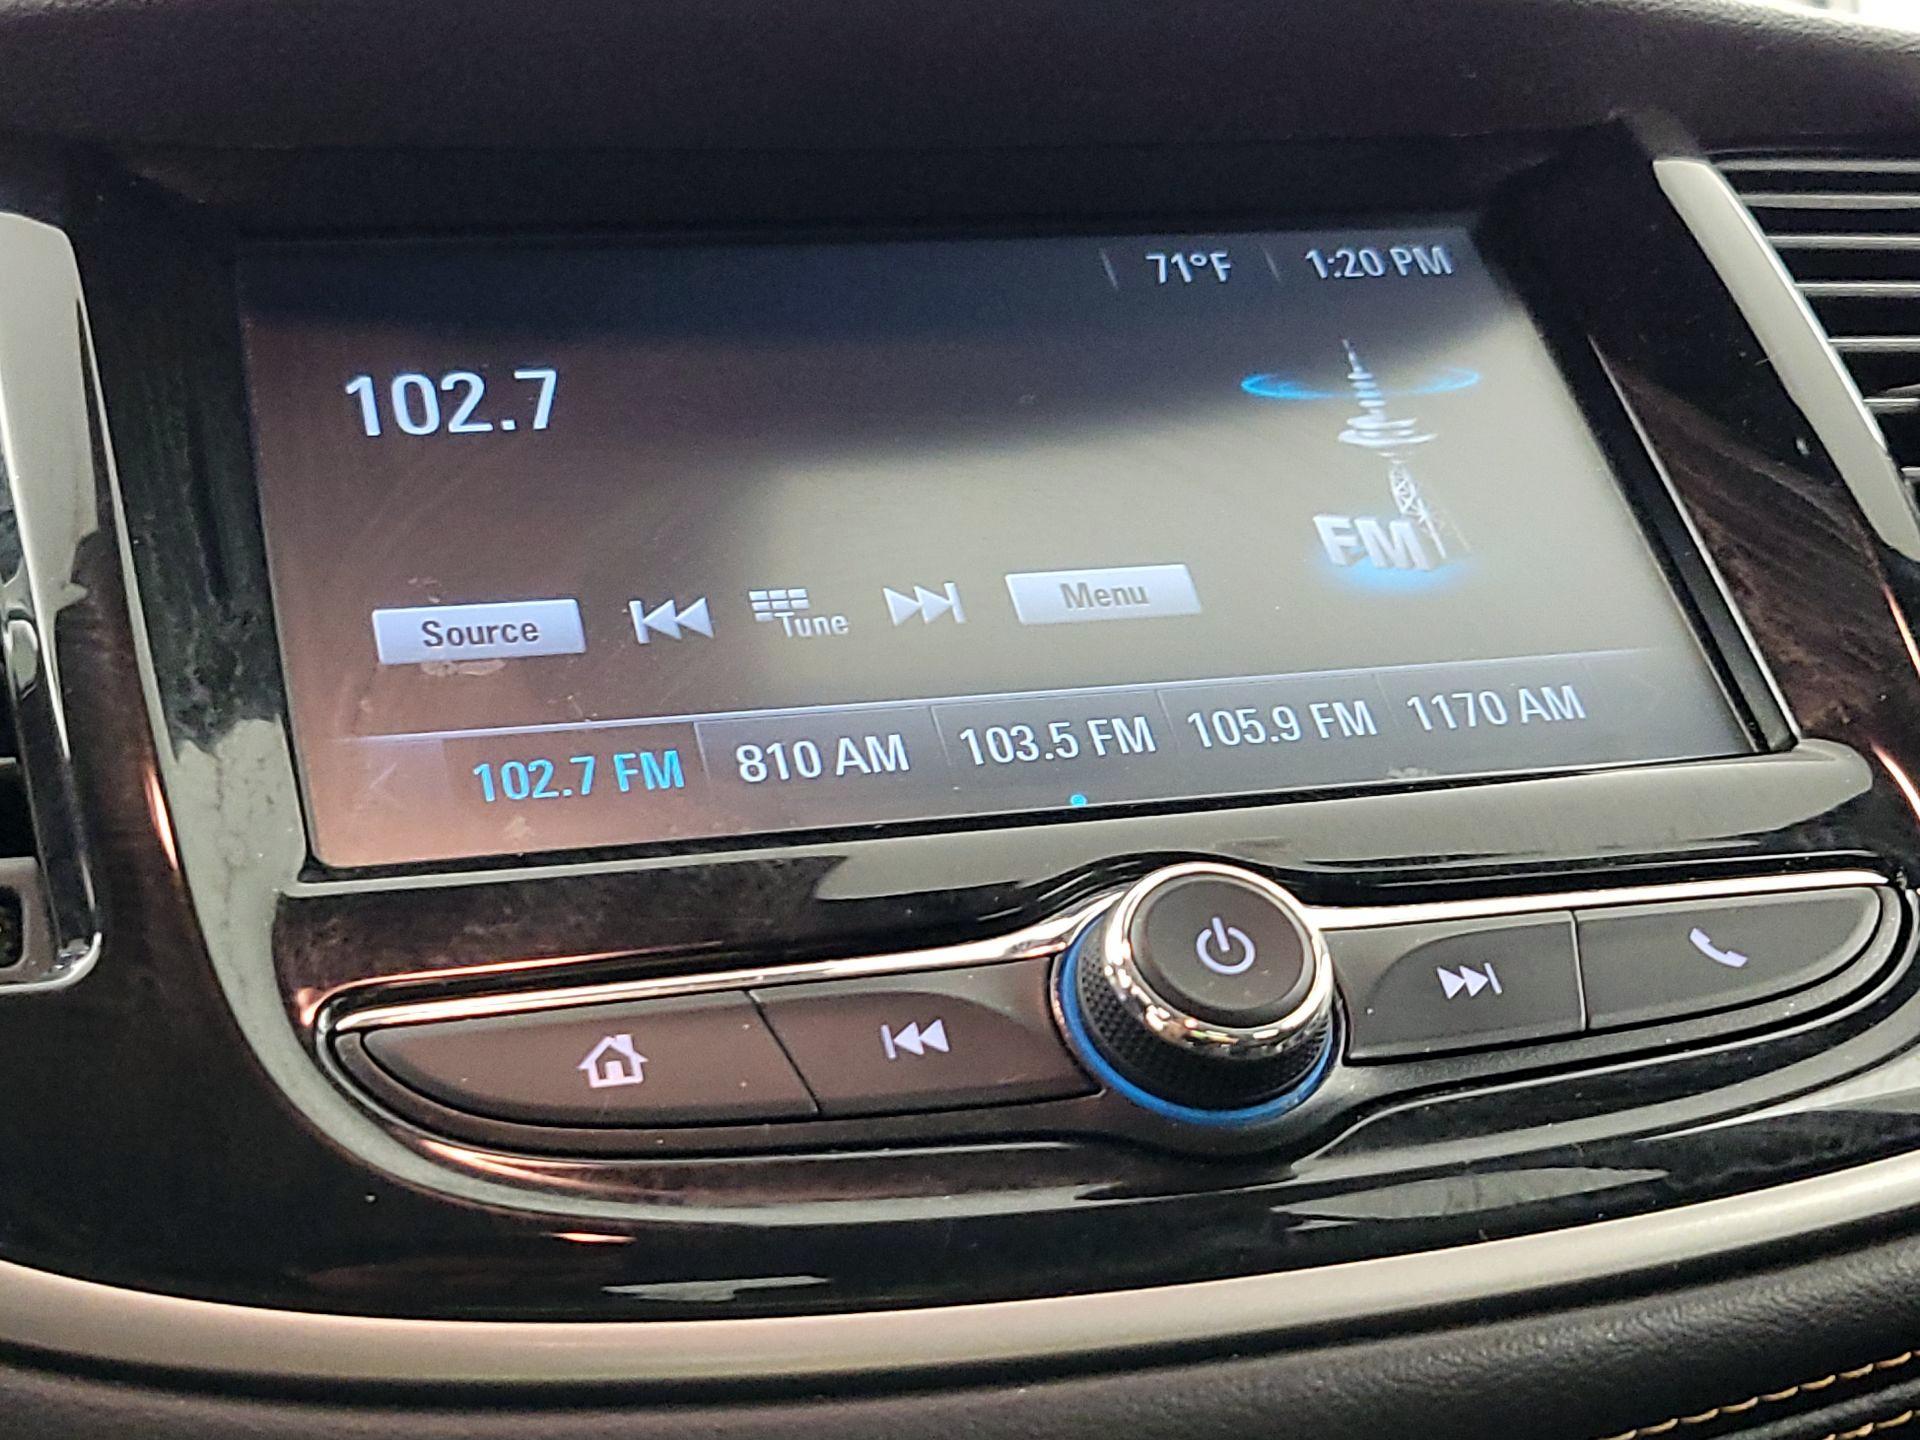 71°F 1:20 PM
102.7
FM
Source Tune Menu
102.7 FM 810 AM 103.5 FM 105.9 FM 1170 AM